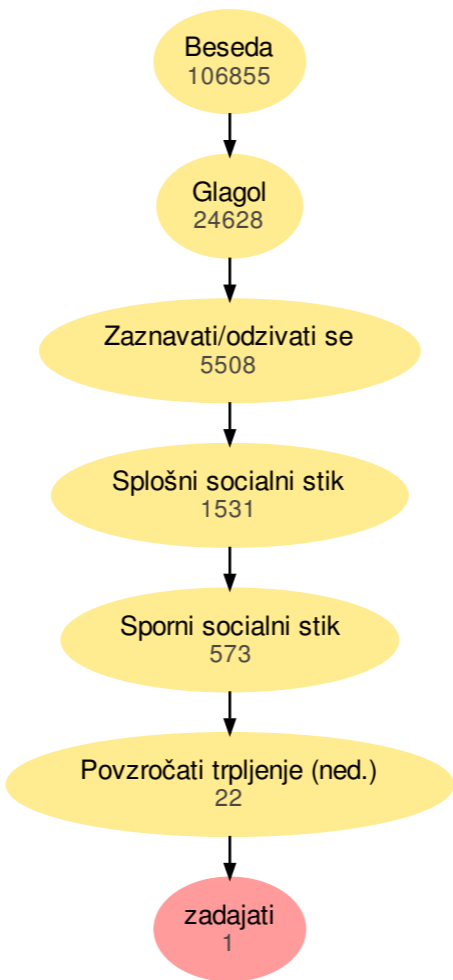 Beseda
106855
Glagol
24628
Zaznavati/odzivati se
5508
Splošni socialni stik
1531
Sporni socialni stik
573
Povzročati trpljenje (ned.)
22
zadajati
1